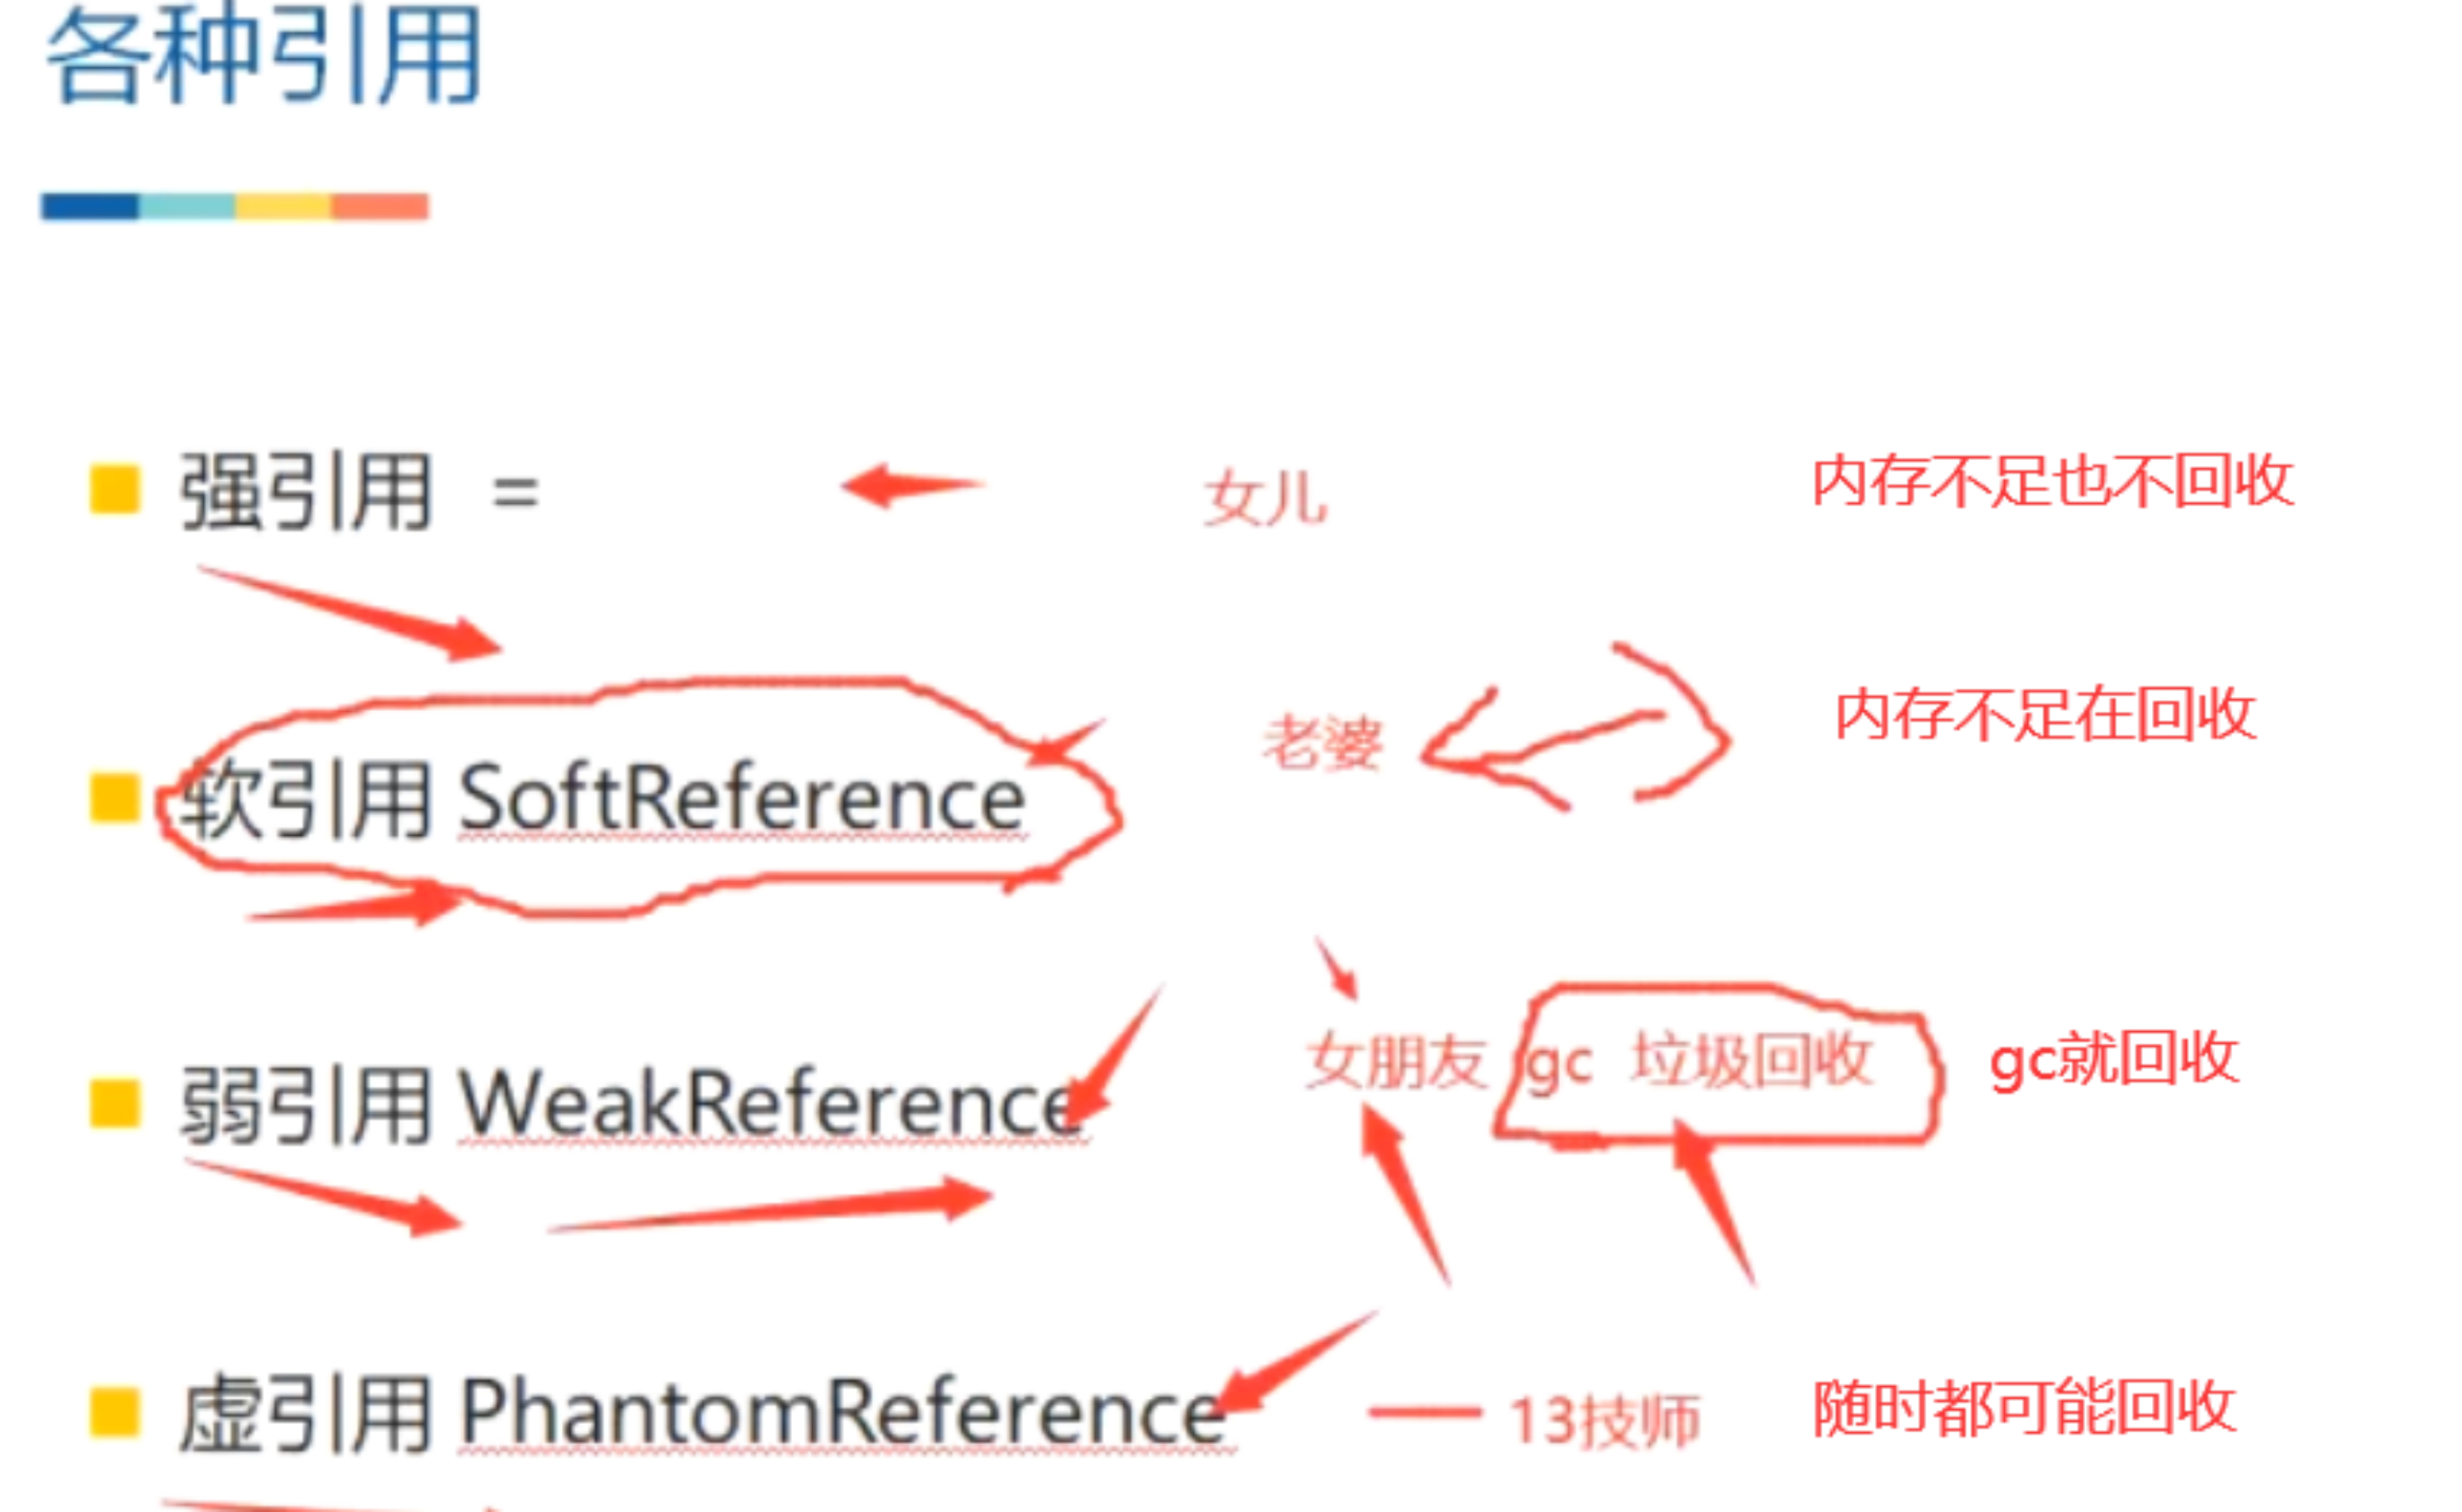 各种引用
强引用 = 女儿 内存不足也不回收
软引用 SoftReference 老婆 内存不足在回收
弱引用 WeakReference 女朋友 gc 垃圾回收 gc就回收
虚引用 PhantomReference 13技师 随时都可能回收